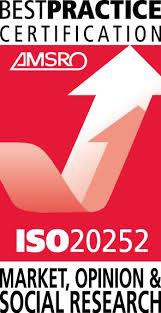 BESTPRACTICE
CERTIFICATION
AMSRO
ISO20252
MARKET, OPINION &
SOCIAL RESEARCH